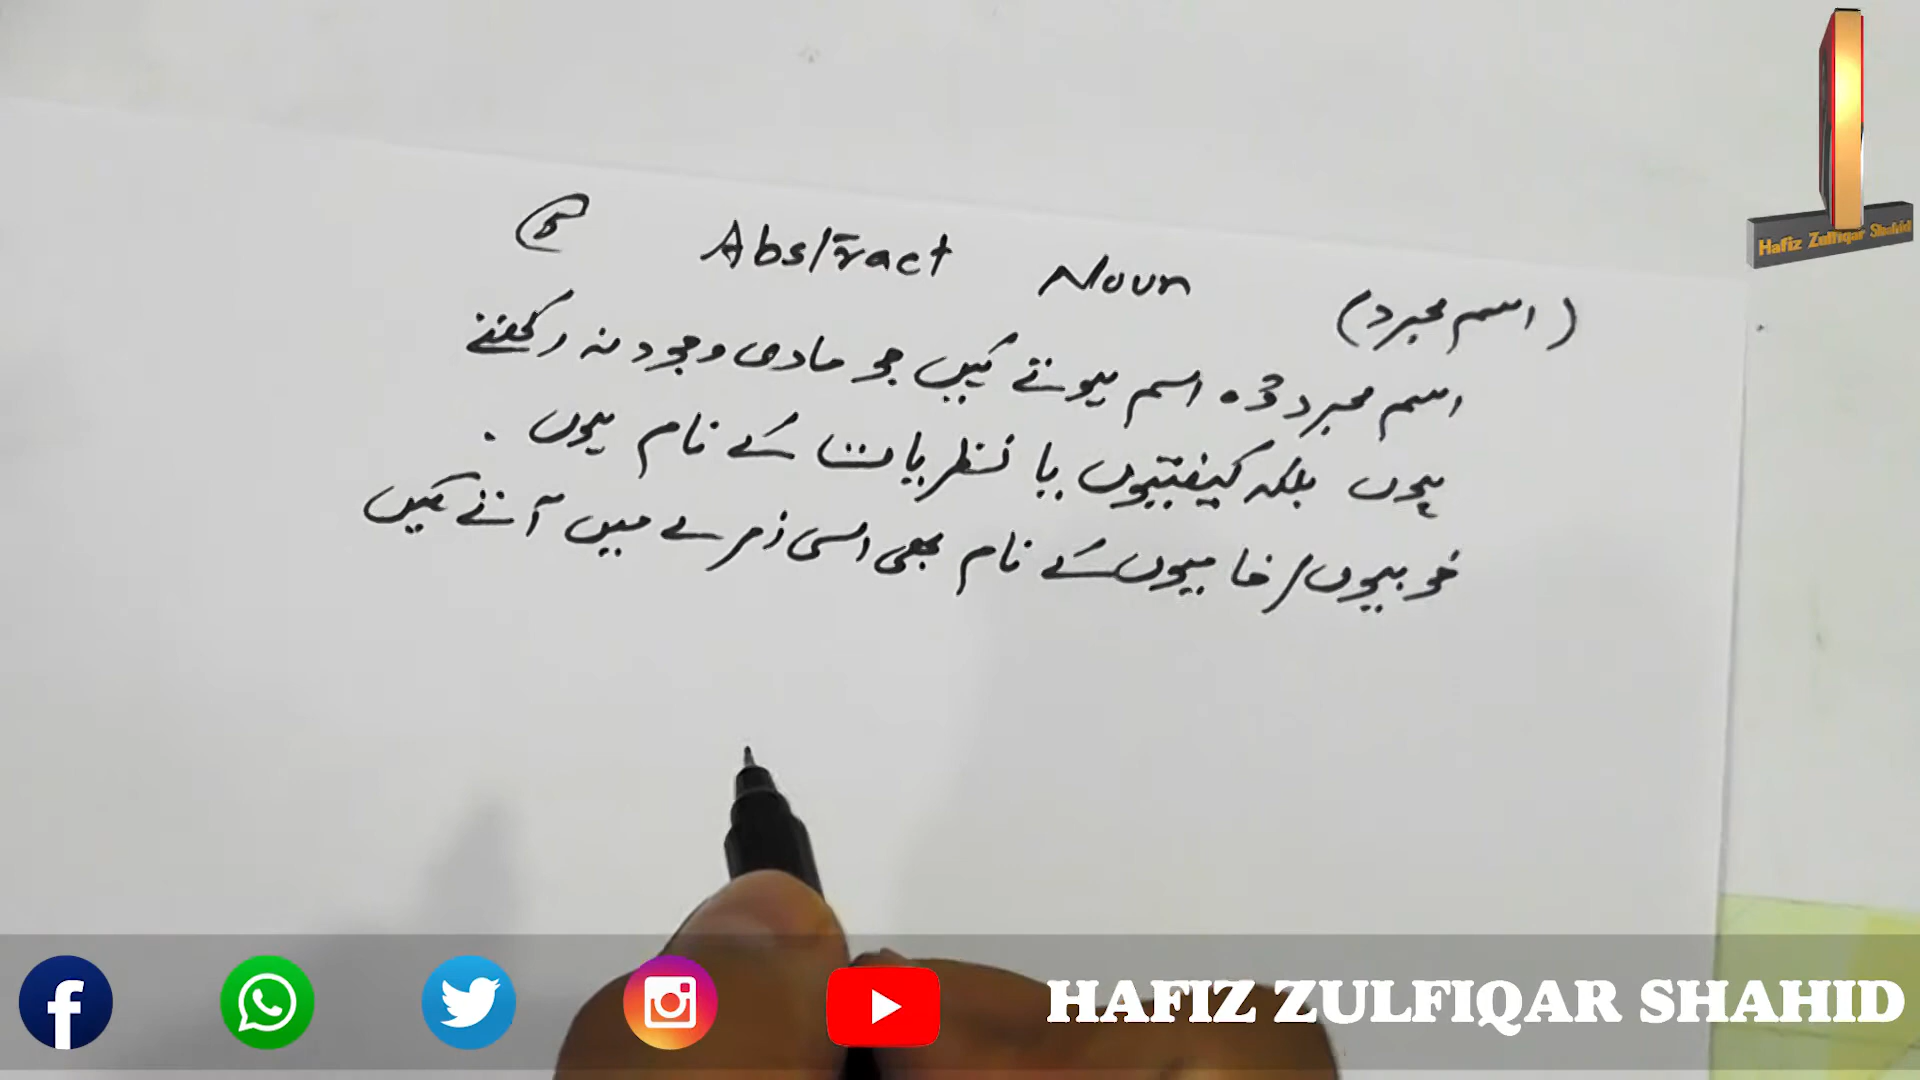 ⑤ Abstract Noun (اسم مجرد)
اسم مجرد وہ اسم ہوتے ہیں جو مادی وجود نہ رکھتے
ہوں بلکہ کیفیتوں یا نظریات کے نام ہوں ۔
خوبیوں/خامیوں کے نام بھی اسی زمرے میں آتے ہیں
Hafiz Zulfiqar Shahid
HAFIZ ZULFIQAR SHAHID